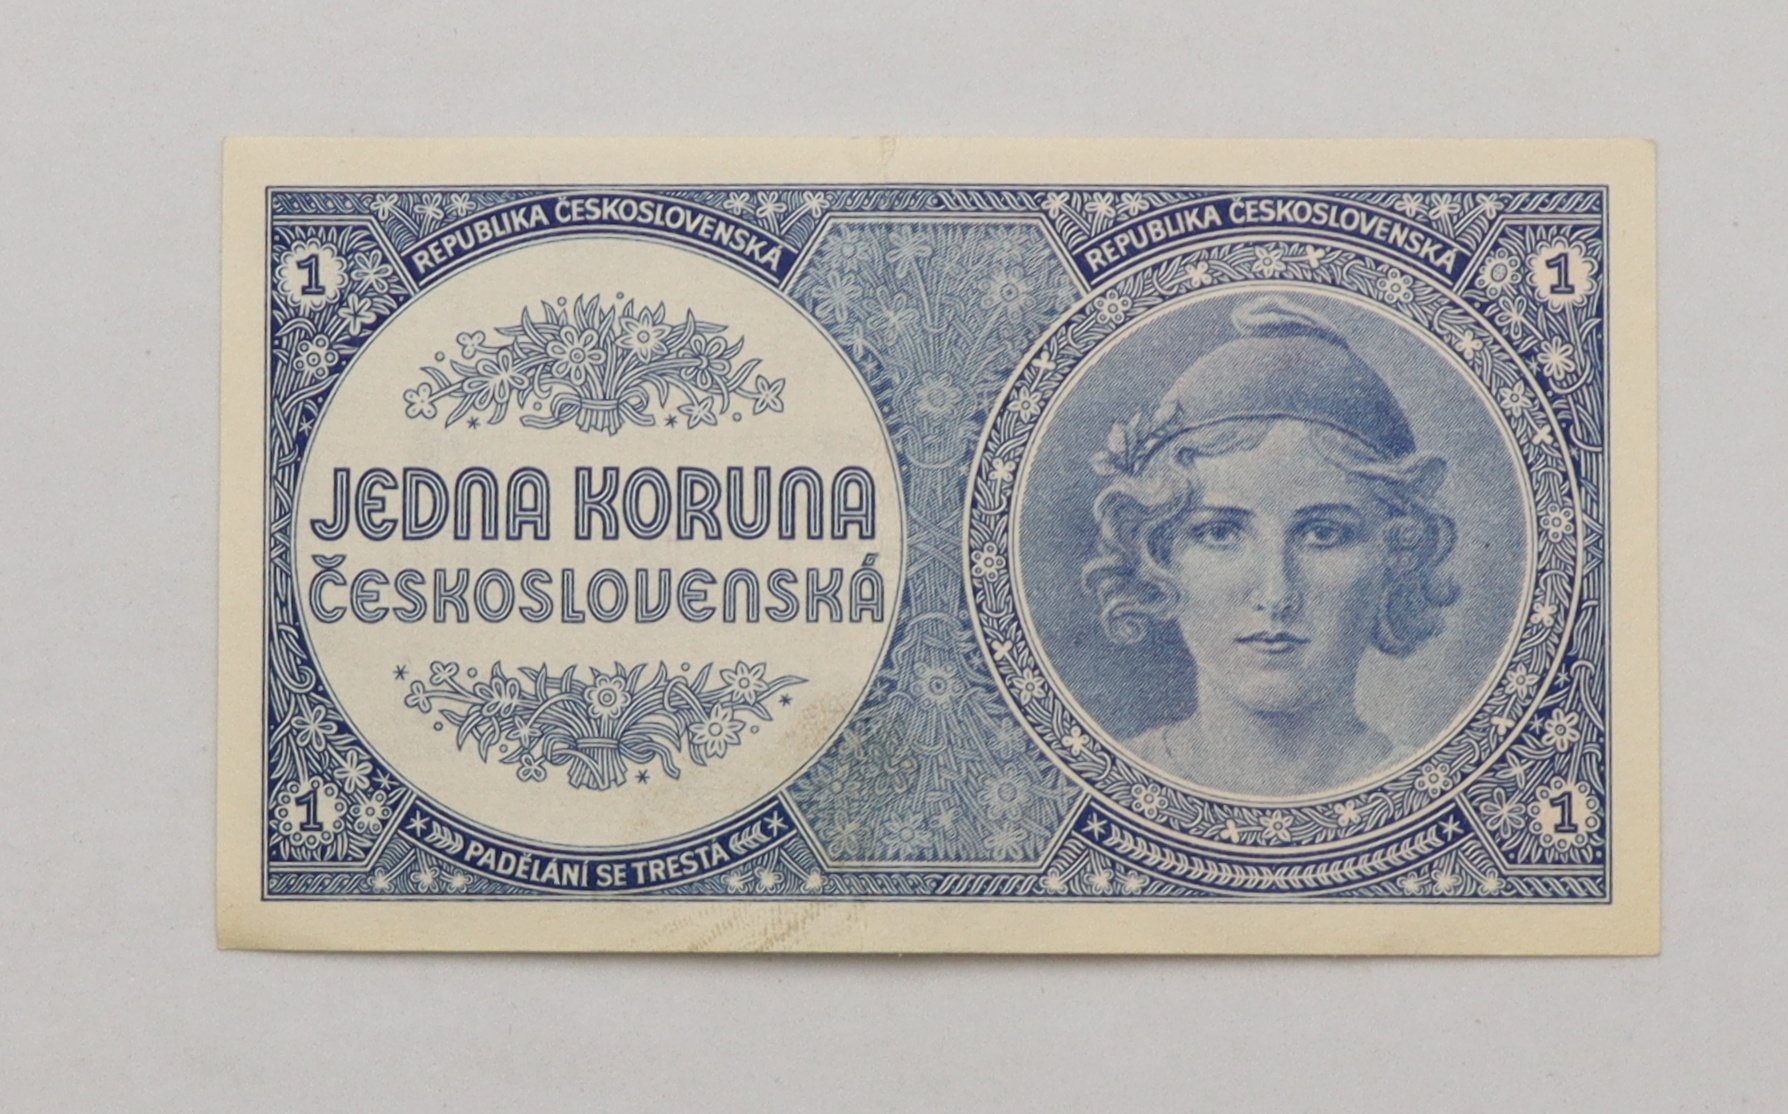 REPUBLIKA ČESKOSLOVENSKÁ
REPUBLIKA ČESKOSLOVENSKÁ
1
1
JEDNA KORUNA
ČESKOSLOVENSKÁ
1
1
PADĚLÁNÍ SE TRESTÁ